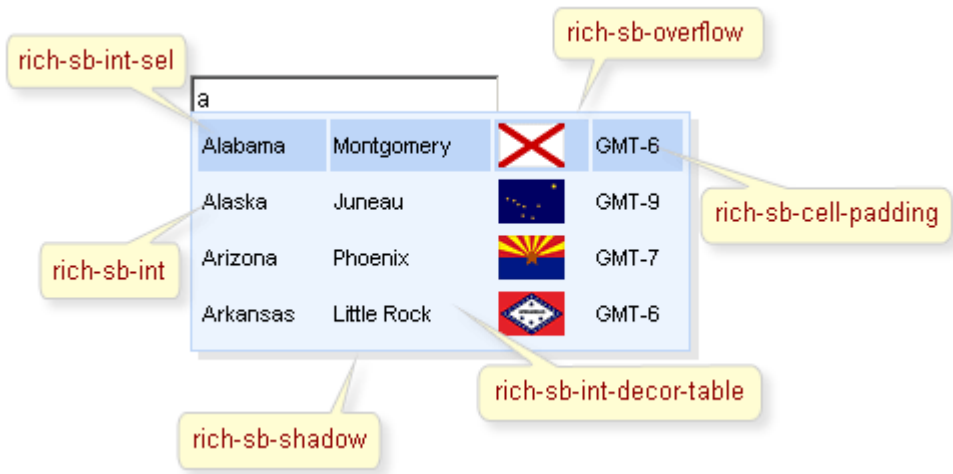 rich-sb-overflow
rich-sb-int-sel
a
Alabama Montgomery GMT-6
Alaska Juneau GMT-9
rich-sb-cell-padding
rich-sb-int
Arizona Phoenix GMT-7
Arkansas Little Rock GMT-6
rich-sb-int-decor-table
rich-sb-shadow